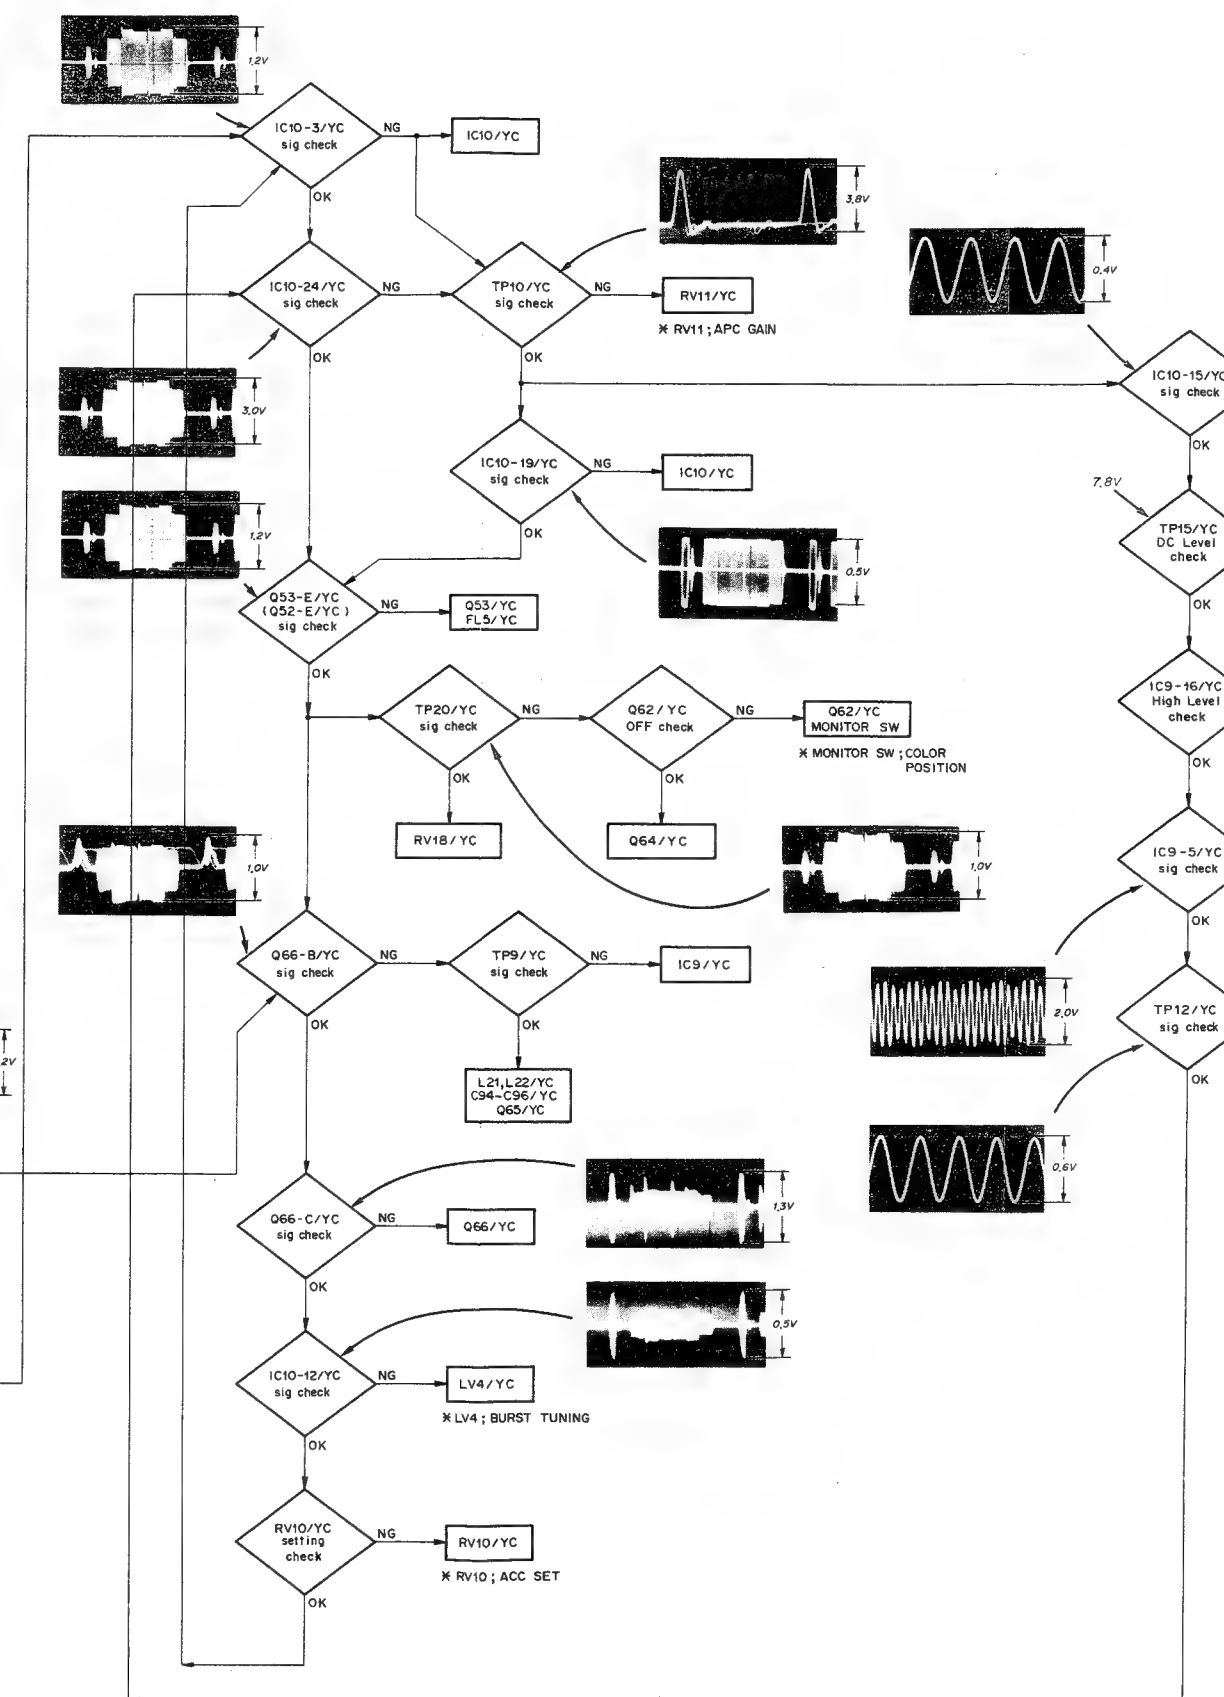 1.2V
IC10-3/YC
sig check
NG
IC10/YC
OK
3.8V
0.4V
IC10-24/YC
sig check
NG
TP10/YC
sig check
NG
RV11/YC
* RV11; APC GAIN
OK
OK
IC10-15/YC
sig check
OK
3.0V
IC10-19/YC
sig check
NG
IC10/YC
OK
7.8V
TP15/YC
DC Level
check
OK
1.2V
0.5V
Q53-E/YC
(Q52-E/YC)
sig check
NG
Q53/YC
FL5/YC
OK
IC9-16/YC
High Level
check
OK
TP20/YC
sig check
NG
Q62/YC
OFF check
NG
Q62/YC
MONITOR SW
* MONITOR SW; COLOR
POSITION
OK
OK
RV18/YC
Q64/YC
1.0V
1.0V
IC9-5/YC
sig check
OK
Q66-B/YC
sig check
NG
TP9/YC
sig check
NG
IC9/YC
OK
OK
2.0V
TP12/YC
sig check
OK
2V
L21,L22/YC
C94-C96/YC
Q65/YC
0.6V
1.3V
Q66-C/YC
sig check
NG
Q66/YC
OK
0.5V
IC10-12/YC
sig check
NG
LV4/YC
* LV4; BURST TUNING
OK
RV10/YC
setting
check
NG
RV10/YC
* RV10; ACC SET
OK